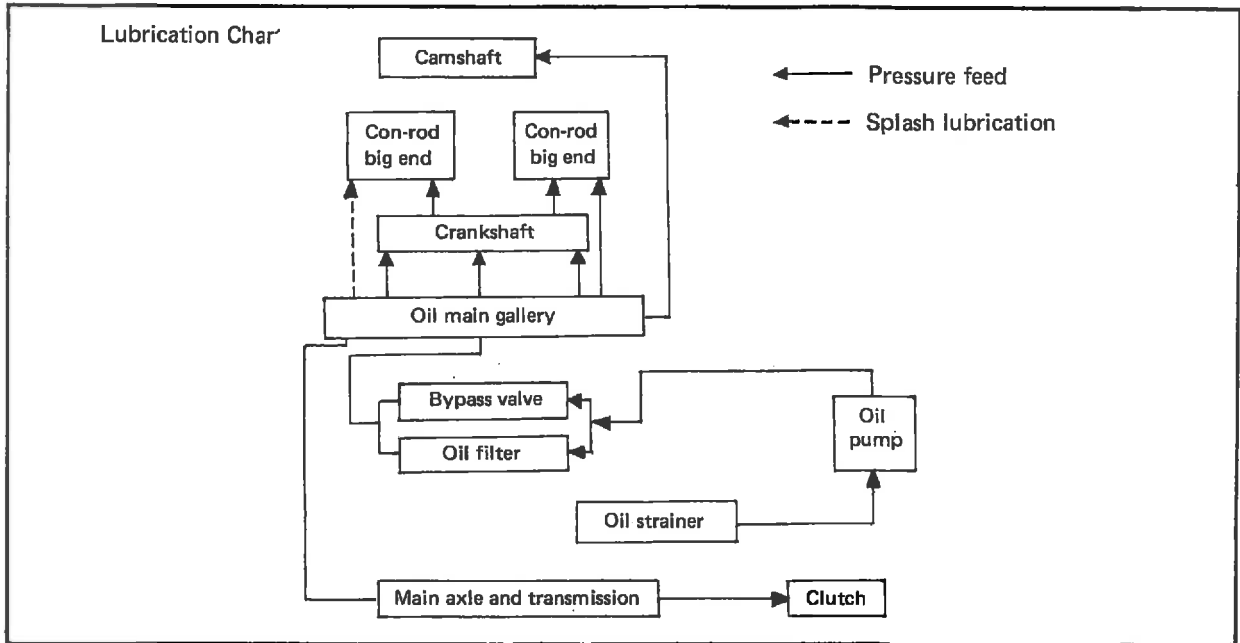 Lubrication Char
Camshaft
Pressure feed
Splash lubrication
Con-rod
big end
Con-rod
big end
Crankshaft
Oil main gallery
Bypass valve
Oil filter
Oil
pump
Oil strainer
Main axle and transmission
Clutch